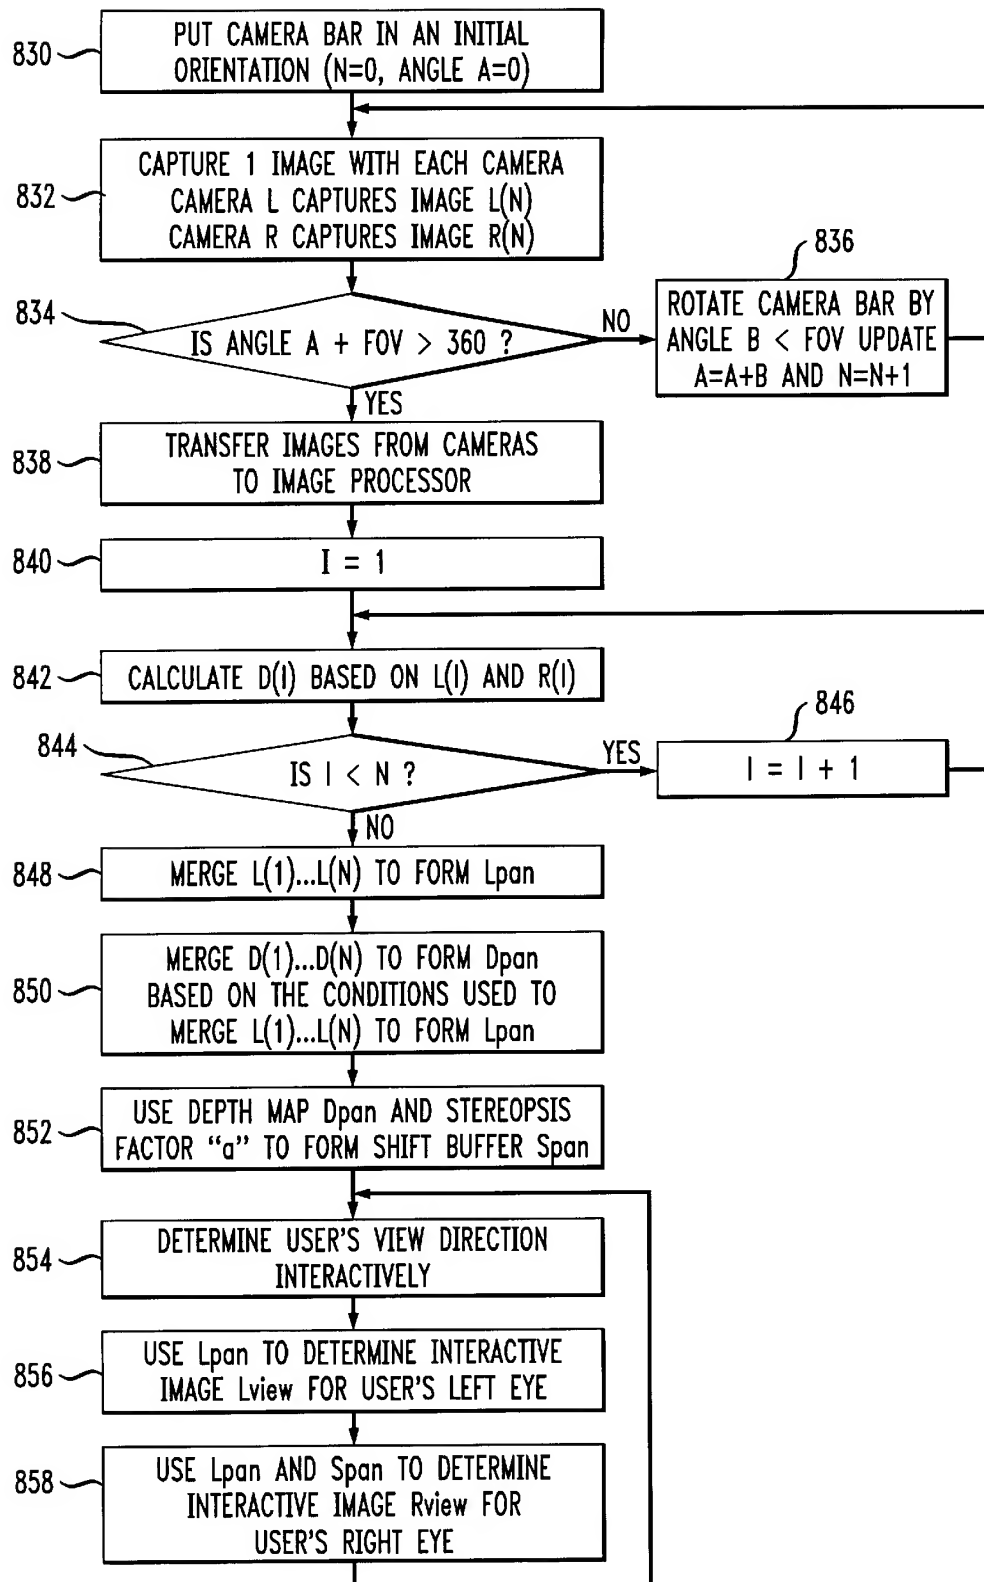 830
PUT CAMERA BAR IN AN INITIAL
ORIENTATION (N=0, ANGLE A=0)
832
CAPTURE 1 IMAGE WITH EACH CAMERA
CAMERA L CAPTURES IMAGE L(N)
CAMERA R CAPTURES IMAGE R(N)
834
IS ANGLE A + FOV > 360 ?
NO
836
ROTATE CAMERA BAR BY
ANGLE B < FOV UPDATE
A=A+B AND N=N+1
YES
838
TRANSFER IMAGES FROM CAMERAS
TO IMAGE PROCESSOR
840
I = 1
842
CALCULATE D(I) BASED ON L(I) AND R(I)
844
IS I < N ?
YES
846
I = I + 1
NO
848
MERGE L(1)...L(N) TO FORM Lpan
850
MERGE D(1)...D(N) TO FORM Dpan
BASED ON THE CONDITIONS USED TO
MERGE L(1)...L(N) TO FORM Lpan
852
USE DEPTH MAP Dpan AND STEREOPSIS
FACTOR “a” TO FORM SHIFT BUFFER Span
854
DETERMINE USER'S VIEW DIRECTION
INTERACTIVELY
856
USE Lpan TO DETERMINE INTERACTIVE
IMAGE Lview FOR USER'S LEFT EYE
858
USE Lpan AND Span TO DETERMINE
INTERACTIVE IMAGE Rview FOR
USER'S RIGHT EYE